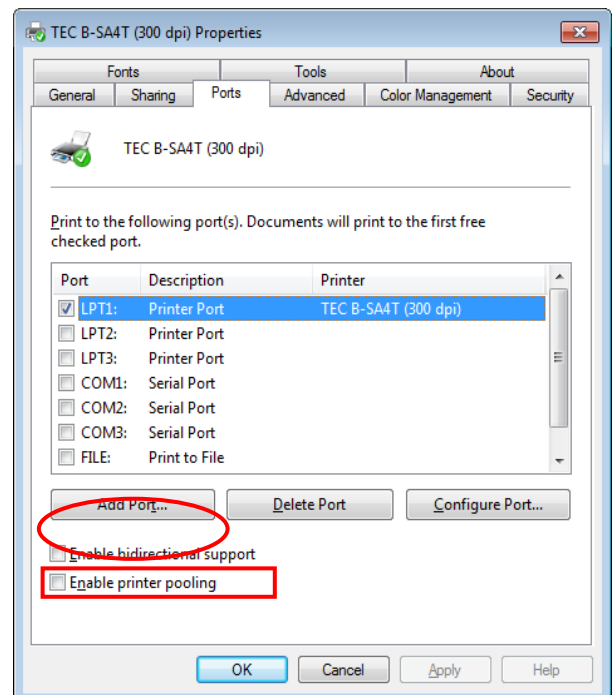 TEC B-SA4T (300 dpi) Properties
Fonts Tools About
General Sharing Ports Advanced Color Management Security
TEC B-SA4T (300 dpi)
Print to the following port(s). Documents will print to the first free
checked port.
Port Description Printer
LPT1: Printer Port TEC B-SA4T (300 dpi)
LPT2: Printer Port
LPT3: Printer Port
COM1: Serial Port
COM2: Serial Port
COM3: Serial Port
FILE: Print to File
Add Port... Delete Port Configure Port...
Enable bidirectional support
Enable printer pooling
OK Cancel Apply Help